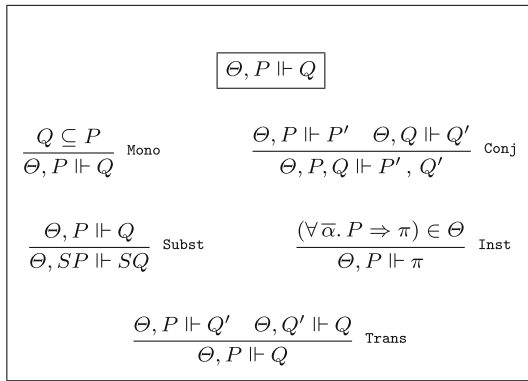 Θ, P ⊩ Q
Q ⊆ P
Θ, P ⊩ Q
Mono
Θ, P ⊩ P′ Θ, Q ⊩ Q′
Θ, P, Q ⊩ P′ , Q′
Conj
Θ, P ⊩ Q
Θ, SP ⊩ SQ
Subst
(∀ᾱ. P ⇒ π) ∈ Θ
Θ, P ⊩ π
Inst
Θ, P ⊩ Q′ Θ, Q′ ⊩ Q
Θ, P ⊩ Q
Trans